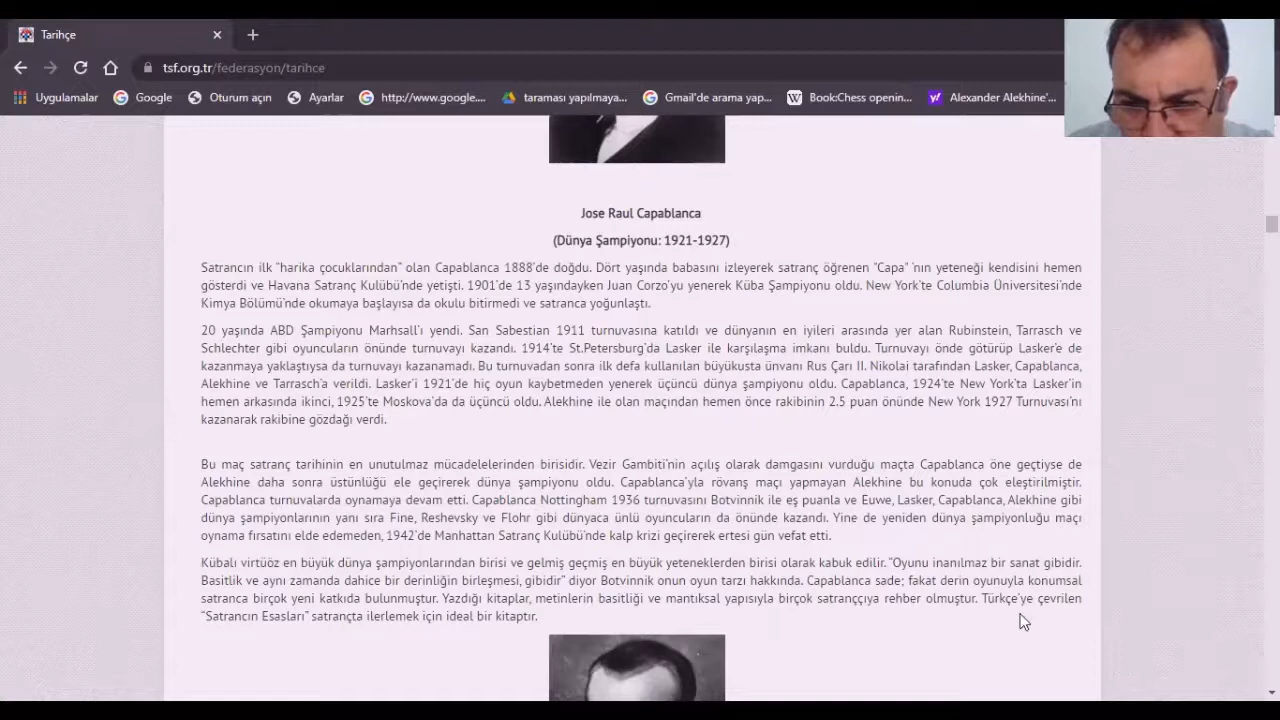 Tarihçe
tsf.org.tr/federasyon/tarihce
Uygulamalar Google Oturum açın Ayarlar http://www.google.... taraması yapılmaya... Gmail'de arama yap... Book:Chess openin... Alexander Alekhine'...
Jose Raul Capablanca
(Dünya Şampiyonu: 1921-1927)
Satrancın ilk "harika çocuklarından" olan Capablanca 1888'de doğdu. Dört yaşında babasını izleyerek satranç öğrenen "Capa" 'nın yeteneği kendisini hemen
gösterdi ve Havana Satranç Kulübü'nde yetişti. 1901'de 13 yaşındayken Juan Corzo'yu yenerek Küba Şampiyonu oldu. New York'te Columbia Üniversitesi'nde
Kimya Bölümü'nde okumaya başlayısa da okulu bitirmedi ve satranca yoğunlaştı.
20 yaşında ABD Şampiyonu Marhsall'ı yendi. San Sabestian 1911 turnuvasına katıldı ve dünyanın en iyileri arasında yer alan Rubinstein, Tarrasch ve
Schlechter gibi oyuncuların önünde turnuvayı kazandı. 1914'te St.Petersburg'da Lasker ile karşılaşma imkanı buldu. Turnuvayı önde götürüp Lasker'e de
kazanmaya yaklaştıysa da turnuvayı kazanamadı. Bu turnuvadan sonra ilk defa kullanılan büyükusta ünvanı Rus Çarı II. Nikolai tarafından Lasker, Capablanca,
Alekhine ve Tarrasch'a verildi. Lasker'i 1921'de hiç oyun kaybetmeden yenerek üçüncü dünya şampiyonu oldu. Capablanca, 1924'te New York'ta Lasker'in
hemen arkasında ikinci, 1925'te Moskova'da da üçüncü oldu. Alekhine ile olan maçından hemen önce rakibinin 2.5 puan önünde New York 1927 Turnuvası'nı
kazanarak rakibine gözdağı verdi.
Bu maç satranç tarihinin en unutulmaz mücadelelerinden birisidir. Vezir Gambiti'nin açılış olarak damgasını vurduğu maçta Capablanca öne geçtiyse de
Alekhine daha sonra üstünlüğü ele geçirerek dünya şampiyonu oldu. Capablanca'yla rövanş maçı yapmayan Alekhine bu konuda çok eleştirilmiştir.
Capablanca turnuvalarda oynamaya devam etti. Capablanca Nottingham 1936 turnuvasını Botvinnik ile eş puanla ve Euwe, Lasker, Capablanca, Alekhine gibi
dünya şampiyonlarının yanı sıra Fine, Reshevsky ve Flohr gibi dünyaca ünlü oyuncuların da önünde kazandı. Yine de yeniden dünya şampiyonluğu maçı
oynama fırsatını elde edemeden, 1942'de Manhattan Satranç Kulübü'nde kalp krizi geçirerek ertesi gün vefat etti.
Kübalı virtüöz en büyük dünya şampiyonlarından birisi ve gelmiş geçmiş en büyük yeteneklerden birisi olarak kabuk edilir. "Oyunu inanılmaz bir sanat gibidir.
Basitlik ve aynı zamanda dahice bir derinliğin birleşmesi, gibidir" diyor Botvinnik onun oyun tarzı hakkında. Capablanca sade; fakat derin oyunuyla konumsal
satranca birçok yeni katkıda bulunmuştur. Yazdığı kitaplar, metinlerin basitliği ve mantıksal yapısıyla birçok satranççıya rehber olmuştur. Türkçe'ye çevrilen
"Satrancın Esasları" satrançta ilerlemek için ideal bir kitaptır.